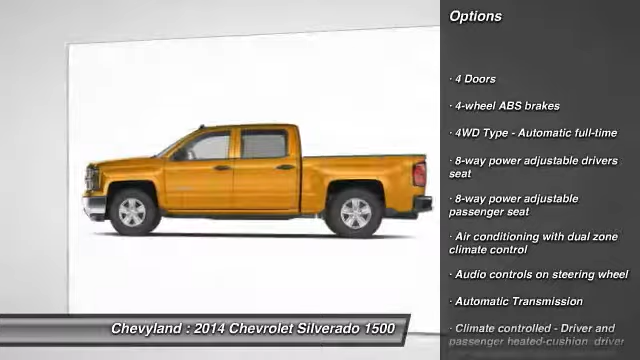 Options
· 4 Doors
· 4-wheel ABS brakes
· 4WD Type - Automatic full-time
· 8-way power adjustable drivers
seat
· 8-way power adjustable
passenger seat
· Air conditioning with dual zone
climate control
· Audio controls on steering wheel
· Automatic Transmission
· Climate controlled - Driver and
passenger heated-cushion driver
Chevyland : 2014 Chevrolet Silverado 1500